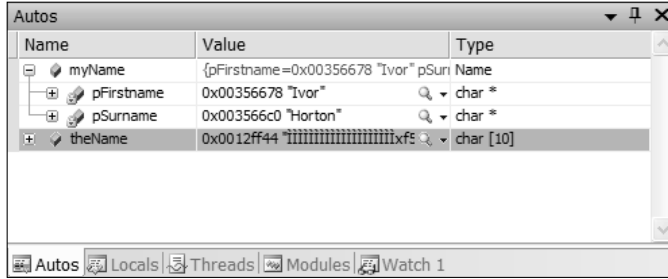 Autos
Name Value Type
myName {pFirstname=0x00356678 "Ivor" pSurn Name
pFirstname 0x00356678 "Ivor" char *
pSurname 0x003566c0 "Horton" char *
theName 0x0012ff44 "ÌÌÌÌÌÌÌÌÌÌÌÌÌÌÌÌÌÌÌÌxf5 char [10]
Autos Locals Threads Modules Watch 1